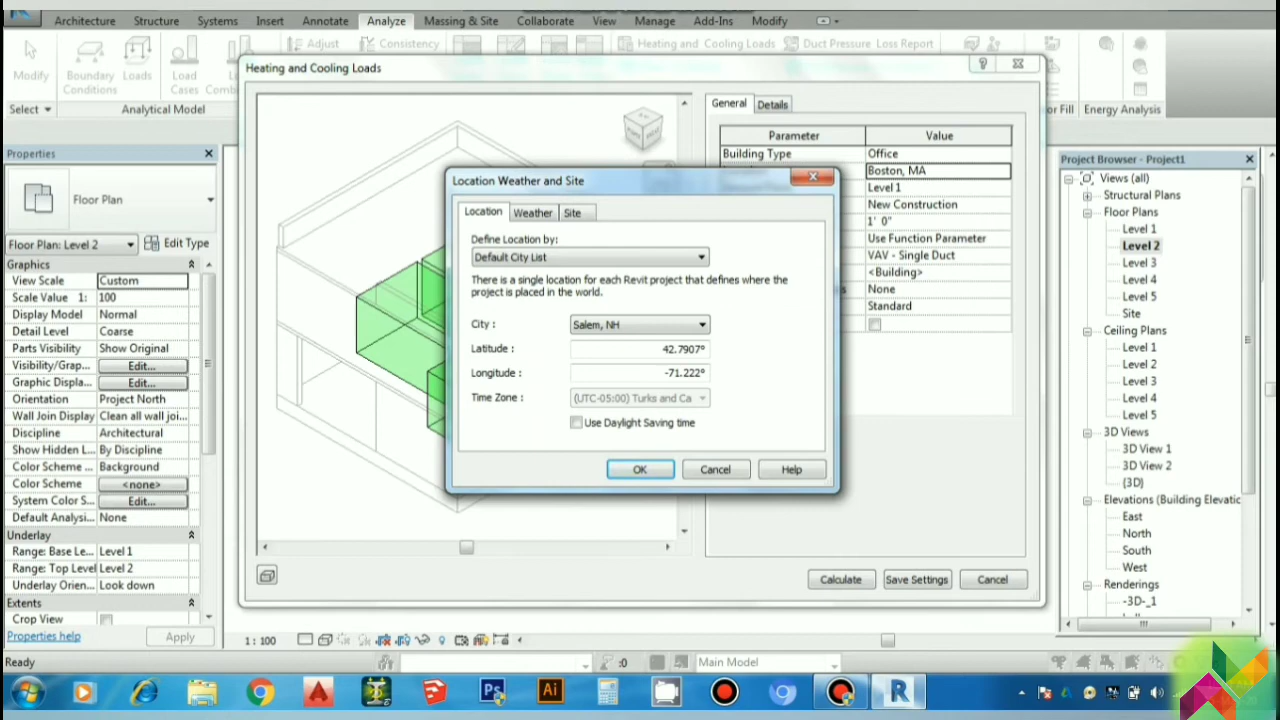 Architecture Structure Systems Insert Annotate Analyze Massing & Site Collaborate View Manage Add-Ins Modify
Adjust Consistency Heating and Cooling Loads Duct Pressure Loss Report
Modify Boundary Conditions Loads Load Cases
Select Analytical Model Energy Analysis
Heating and Cooling Loads
General Details
Parameter Value
Building Type Office
Boston, MA
Level 1
New Construction
1' 0"
Use Function Parameter
VAV - Single Duct
<Building>
None
Standard
Calculate Save Settings Cancel
Location Weather and Site
Location Weather Site
Define Location by:
Default City List
There is a single location for each Revit project that defines where the
project is placed in the world.
City : Salem, NH
Latitude : 42.7907°
Longitude : -71.222°
Time Zone : (UTC-05:00) Turks and Ca
Use Daylight Saving time
OK Cancel Help
Properties
Floor Plan
Floor Plan: Level 2 Edit Type
Graphics
View Scale Custom
Scale Value 1: 100
Display Model Normal
Detail Level Coarse
Parts Visibility Show Original
Visibility/Grap... Edit...
Graphic Displa... Edit...
Orientation Project North
Wall Join Display Clean all wall joi...
Discipline Architectural
Show Hidden L... By Discipline
Color Scheme ... Background
Color Scheme <none>
System Color S... Edit...
Default Analysi... None
Underlay
Range: Base Le... Level 1
Range: Top Level Level 2
Underlay Orien... Look down
Extents
Crop View
Properties help Apply
Project Browser - Project1
Views (all)
Structural Plans
Floor Plans
Level 1
Level 2
Level 3
Level 4
Level 5
Site
Ceiling Plans
Level 1
Level 2
Level 3
Level 4
Level 5
3D Views
3D View 1
3D View 2
{3D}
Elevations (Building Elevatic
East
North
South
West
Renderings
-3D-_1
1 : 100
Ready :0 Main Model
Ps Ai R